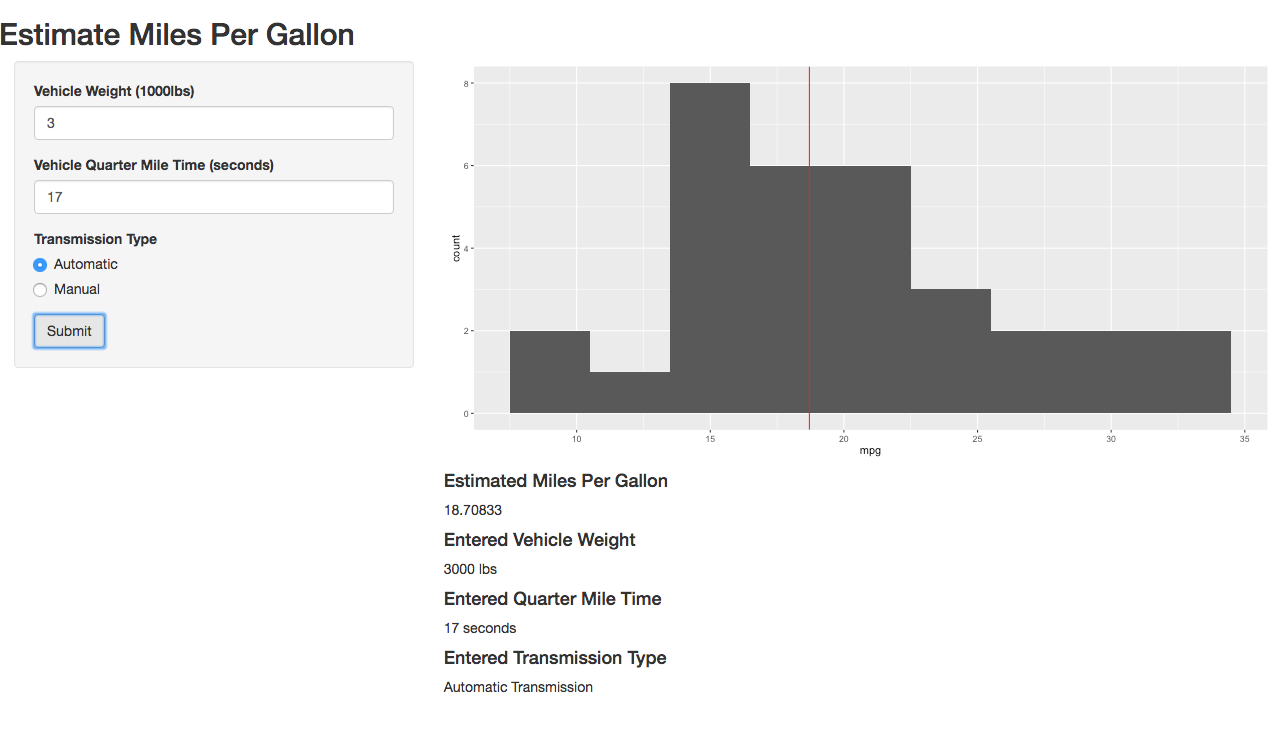 Estimate Miles Per Gallon
Vehicle Weight (1000lbs)
3
Vehicle Quarter Mile Time (seconds)
17
Transmission Type
Automatic
Manual
Submit
8
6
4
2
0
count
10 15 20 25 30 35
mpg
Estimated Miles Per Gallon
18.70833
Entered Vehicle Weight
3000 lbs
Entered Quarter Mile Time
17 seconds
Entered Transmission Type
Automatic Transmission